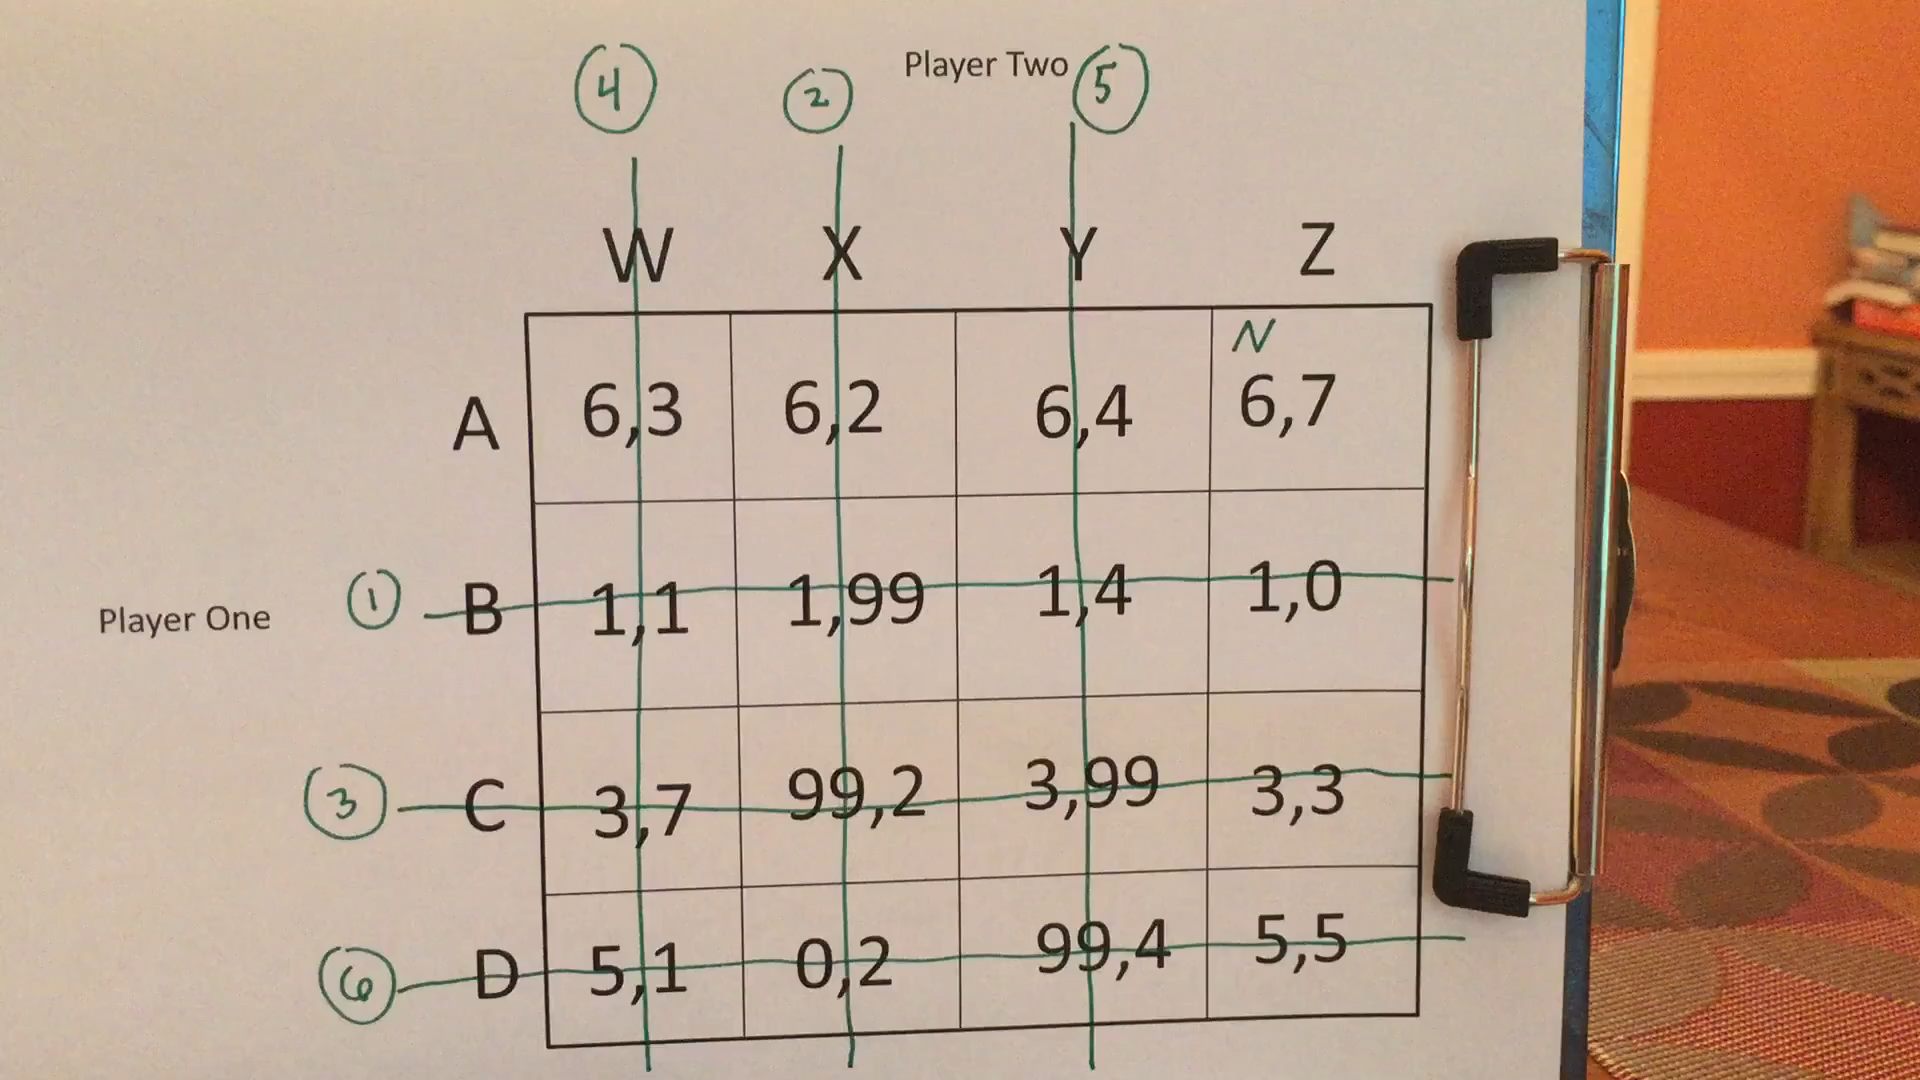 4 2 Player Two 5
W X Y Z
N
A 6,3 6,2 6,4 6,7
Player One 1 B 1,1 1,99 1,4 1,0
3 C 3,7 99,2 3,99 3,3
6 D 5,1 0,2 99,4 5,5